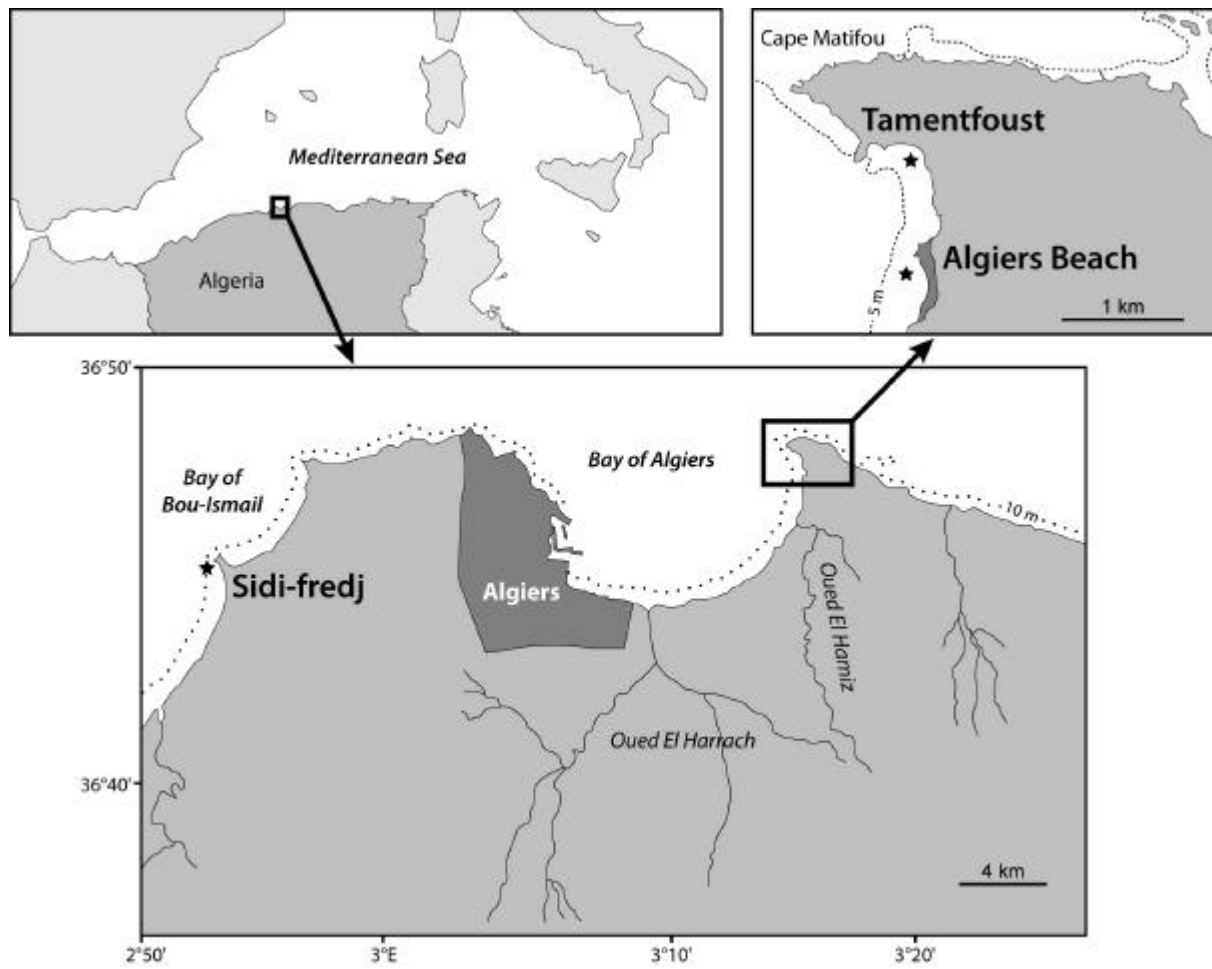 Mediterranean Sea
Algeria
Cape Matifou
Tamentfoust
Algiers Beach
5 m
1 km
36°50'
Bay of
Bou-Ismail
Bay of Algiers
10 m
Sidi-fredj
Algiers
Oued El Hamiz
Oued El Harrach
36°40'
4 km
2°50'
3°E
3°10'
3°20'